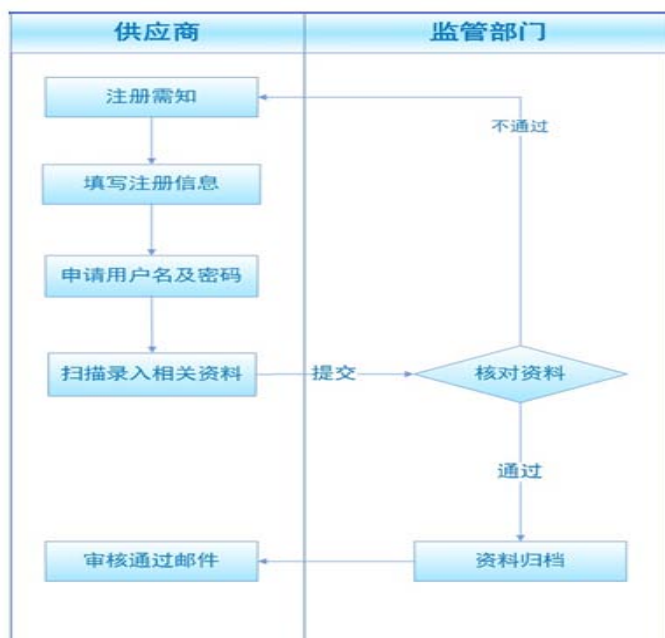 供应商
监管部门
注册需知
不通过
填写注册信息
申请用户名及密码
扫描录入相关资料
提交
核对资料
通过
审核通过邮件
资料归档